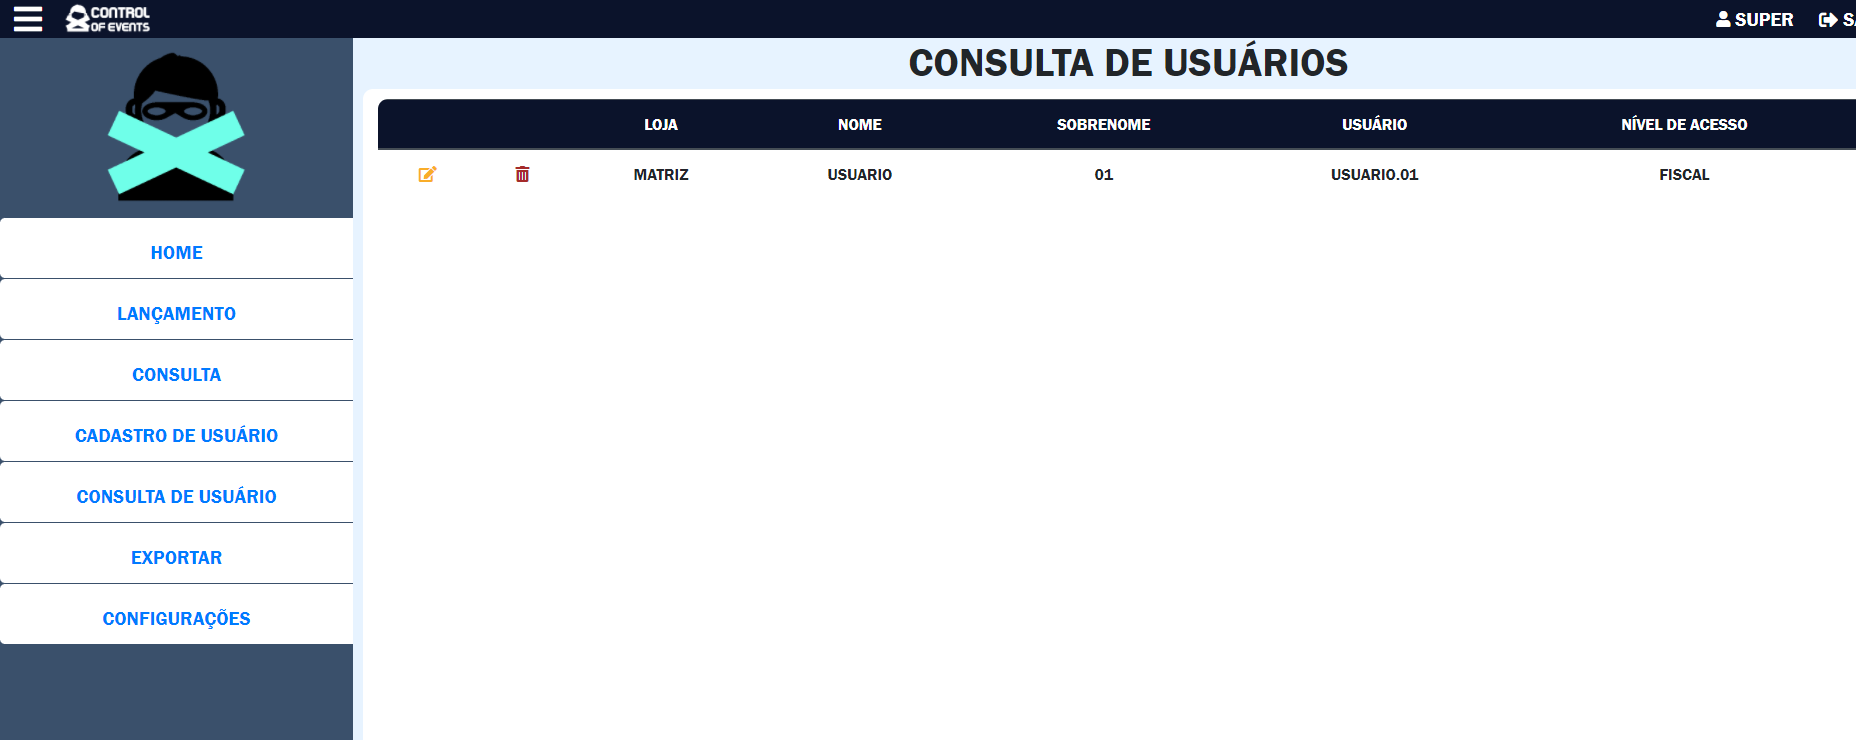 CONTROL
OF EVENTS
SUPER
CONSULTA DE USUÁRIOS
LOJA NOME SOBRENOME USUÁRIO NÍVEL DE ACESSO
MATRIZ USUARIO 01 USUARIO.01 FISCAL
HOME
LANÇAMENTO
CONSULTA
CADASTRO DE USUÁRIO
CONSULTA DE USUÁRIO
EXPORTAR
CONFIGURAÇÕES